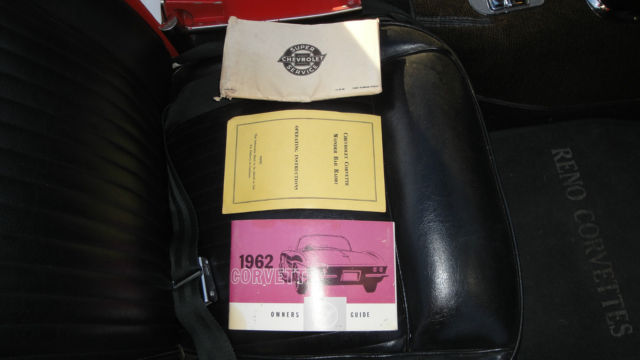 SUPER
CHEVROLET
SERVICE
CHEVROLET CORVETTE
WONDER BAR RADIO
OPERATING INSTRUCTIONS
1962
CORVETTE
OWNERS GUIDE
RENO CORVETTES